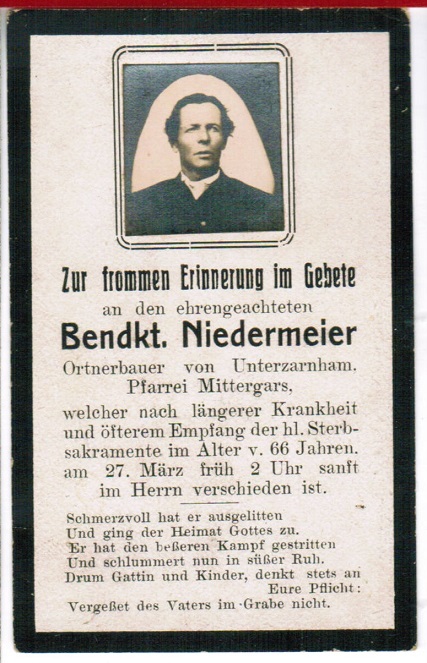 Zur frommen Erinnerung im Gebete
an den ehrengeachteten
Bendkt. Niedermeier
Ortnerbauer von Unterzarnham.
Pfarrei Mittergars,
welcher nach längerer Krankheit
und öfterem Empfang der hl. Sterb-
sakramente im Alter v. 66 Jahren.
am 27. März früh 2 Uhr sanft
im Herrn verschieden ist.
Schmerzvoll hat er ausgelitten
Und ging der Heimat Gottes zu.
Er hat den beßeren Kampf gestritten
Und schlummert nun in süßer Ruh.
Drum Gattin und Kinder, denkt stets an
Eure Pflicht:
Vergeßet des Vaters im Grabe nicht.